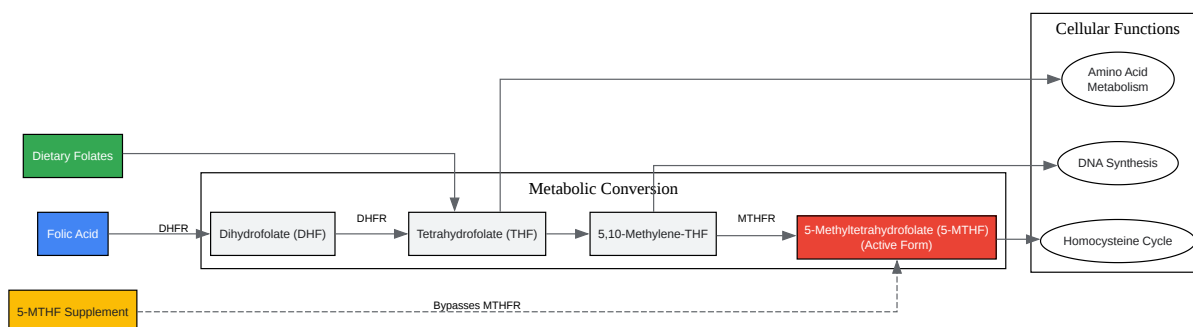 Cellular Functions
Amino Acid
Metabolism
Dietary Folates
DNA Synthesis
Metabolic Conversion
Folic Acid
DHFR
Dihydrofolate (DHF)
DHFR
Tetrahydrofolate (THF)
5,10-Methylene-THF
MTHFR
5-Methyltetrahydrofolate (5-MTHF)
(Active Form)
Homocysteine Cycle
5-MTHF Supplement
Bypasses MTHFR